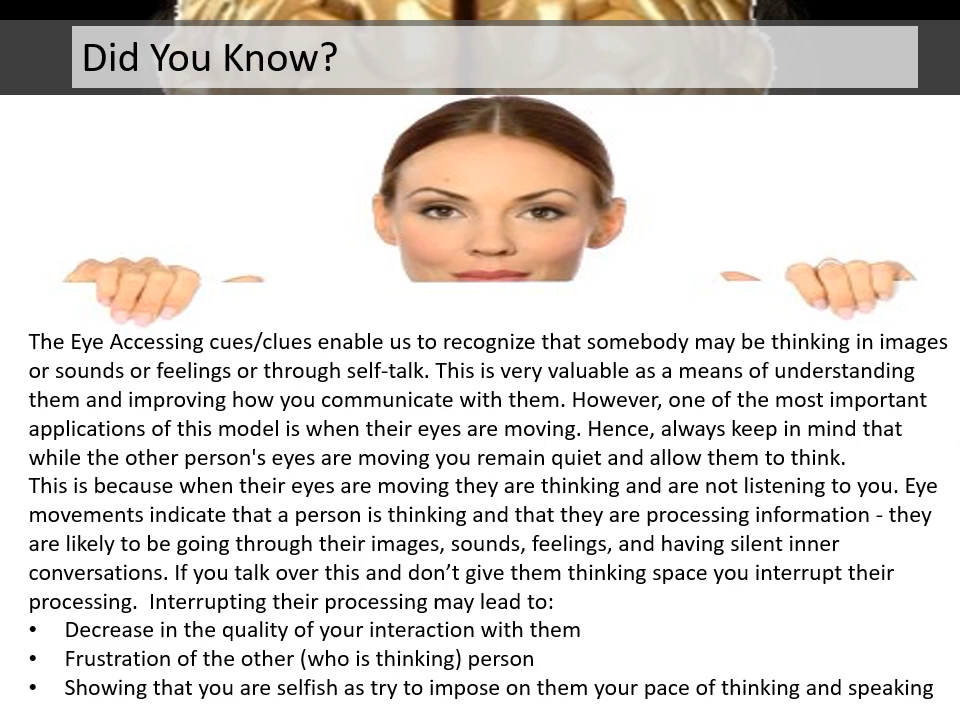 Did You Know?
The Eye Accessing cues/clues enable us to recognize that somebody may be thinking in images
or sounds or feelings or through self-talk. This is very valuable as a means of understanding
them and improving how you communicate with them. However, one of the most important
applications of this model is when their eyes are moving. Hence, always keep in mind that
while the other person's eyes are moving you remain quiet and allow them to think.
This is because when their eyes are moving they are thinking and are not listening to you. Eye
movements indicate that a person is thinking and that they are processing information - they
are likely to be going through their images, sounds, feelings, and having silent inner
conversations. If you talk over this and don’t give them thinking space you interrupt their
processing.  Interrupting their processing may lead to:
• Decrease in the quality of your interaction with them
• Frustration of the other (who is thinking) person
• Showing that you are selfish as try to impose on them your pace of thinking and speaking